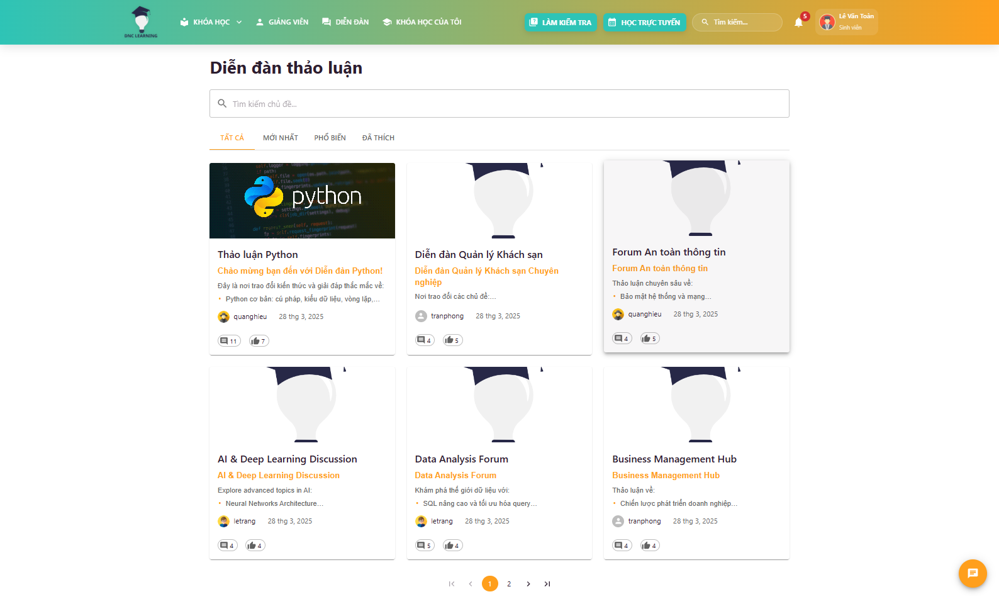 DNC LEARNING
KHÓA HỌC
GIẢNG VIÊN
DIỄN ĐÀN
KHÓA HỌC CỦA TÔI
LÀM KIỂM TRA
HỌC TRỰC TUYẾN
Tìm kiếm...
5
Lê Văn Toàn
Sinh viên
Diễn đàn thảo luận
Tìm kiếm chủ đề...
TẤT CẢ
MỚI NHẤT
PHỔ BIẾN
ĐÃ THÍCH
python
Thảo luận Python
Chào mừng bạn đến với Diễn đàn Python!
Đây là nơi trao đổi kiến thức và giải đáp thắc mắc về:
• Python cơ bản: cú pháp, kiểu dữ liệu, vòng lặp,...
quanghieu 28 thg 3, 2025
11 7
Diễn đàn Quản lý Khách sạn
Diễn đàn Quản lý Khách sạn Chuyên
nghiệp
Nơi trao đổi các chủ đề:...
tranphong 28 thg 3, 2025
4 5
Forum An toàn thông tin
Forum An toàn thông tin
Thảo luận chuyên sâu về:
• Bảo mật hệ thống và mạng...
quanghieu 28 thg 3, 2025
4 5
AI & Deep Learning Discussion
AI & Deep Learning Discussion
Explore advanced topics in AI:
• Neural Networks Architecture...
letrang 28 thg 3, 2025
4 4
Data Analysis Forum
Data Analysis Forum
Khám phá thế giới dữ liệu với:
• SQL nâng cao và tối ưu hóa query...
letrang 28 thg 3, 2025
5 4
Business Management Hub
Business Management Hub
Thảo luận về:
• Chiến lược phát triển doanh nghiệp...
tranphong 28 thg 3, 2025
4 4
1 2